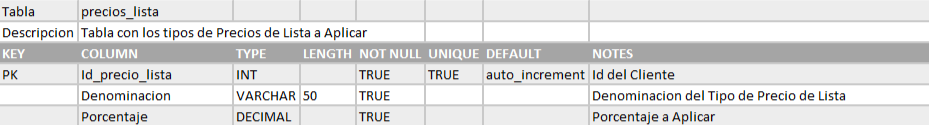 Tabla precios_lista
Descripcion Tabla con los tipos de Precios de Lista a Aplicar
KEY COLUMN TYPE LENGTH NOT NULL UNIQUE DEFAULT NOTES
PK Id_precio_lista INT TRUE TRUE auto_increment Id del Cliente
Denominacion VARCHAR 50 TRUE Denominacion del Tipo de Precio de Lista
Porcentaje DECIMAL TRUE Porcentaje a Aplicar